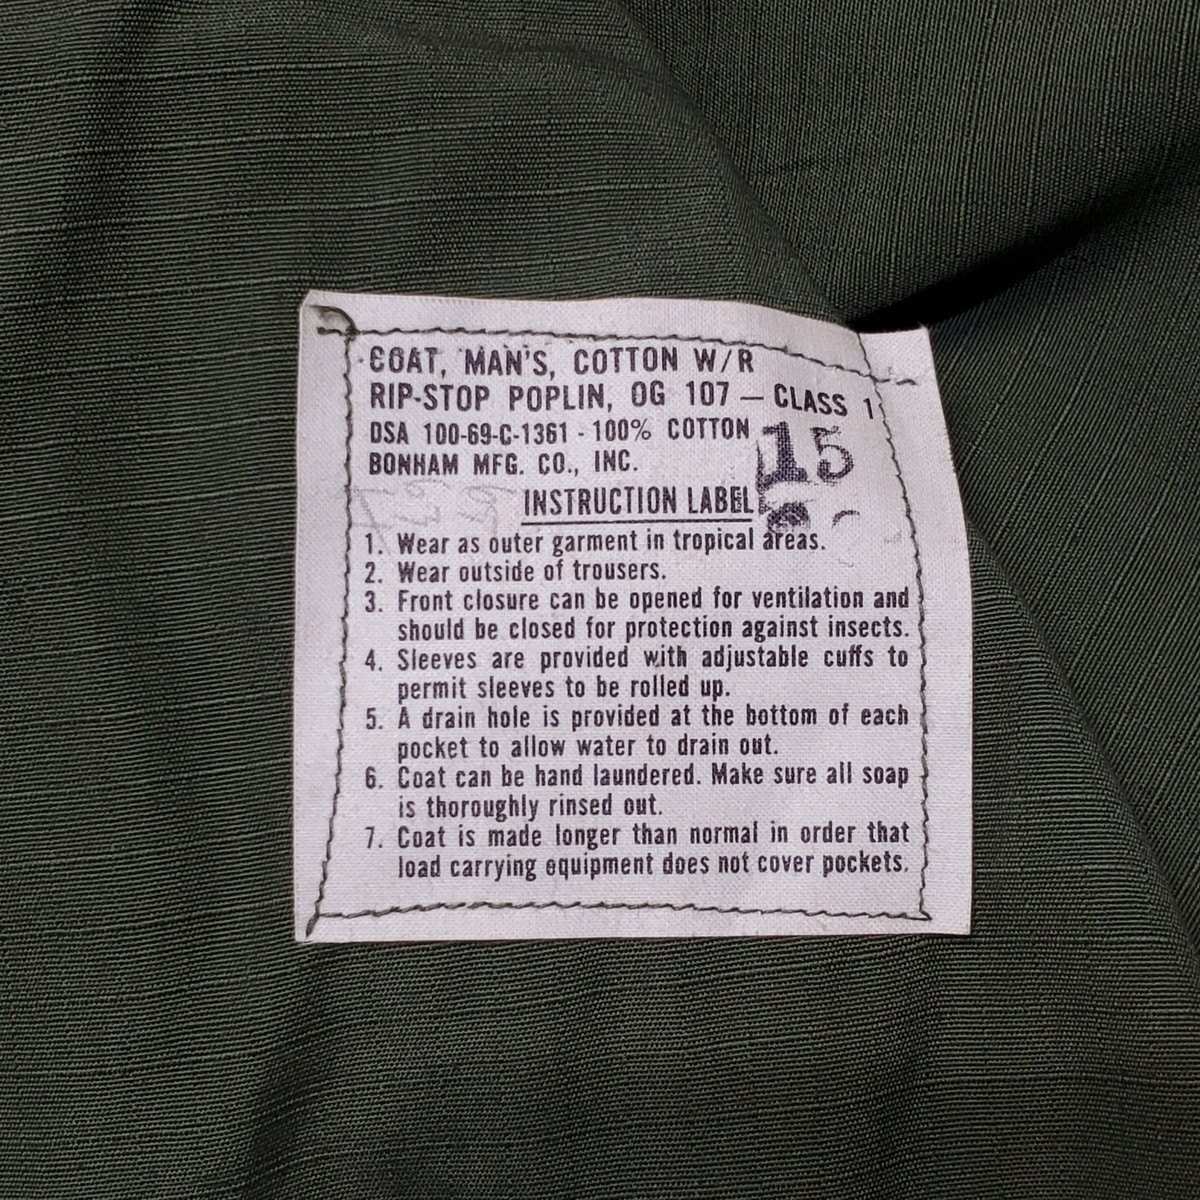 COAT, MAN'S, COTTON W/R
RIP-STOP POPLIN, OG 107 — CLASS 1
DSA 100-69-C-1361 - 100% COTTON
BONHAM MFG. CO., INC.
15
INSTRUCTION LABEL
1. Wear as outer garment in tropical areas.
2. Wear outside of trousers.
3. Front closure can be opened for ventilation and
should be closed for protection against insects.
4. Sleeves are provided with adjustable cuffs to
permit sleeves to be rolled up.
5. A drain hole is provided at the bottom of each
pocket to allow water to drain out.
6. Coat can be hand laundered. Make sure all soap
is thoroughly rinsed out.
7. Coat is made longer than normal in order that
load carrying equipment does not cover pockets.